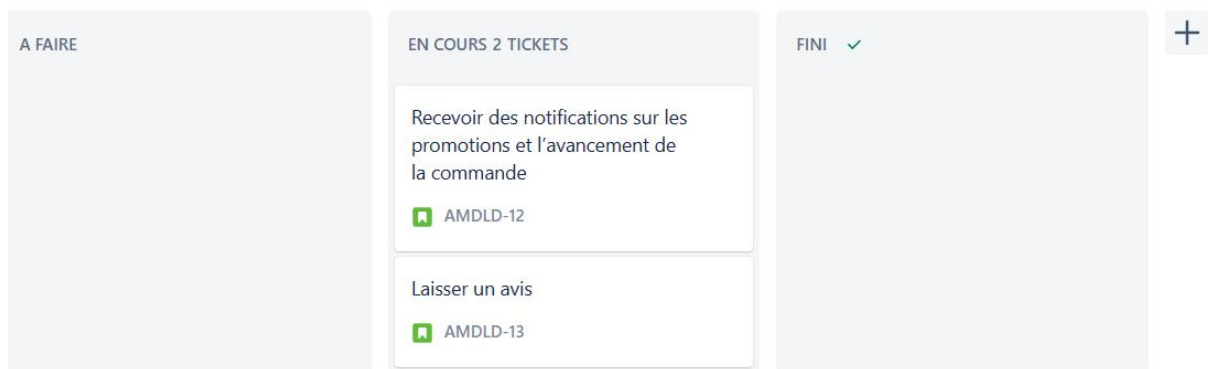 A FAIRE
EN COURS 2 TICKETS
FINI
Recevoir des notifications sur les
promotions et l’avancement de
la commande
AMDLD-12
Laisser un avis
AMDLD-13